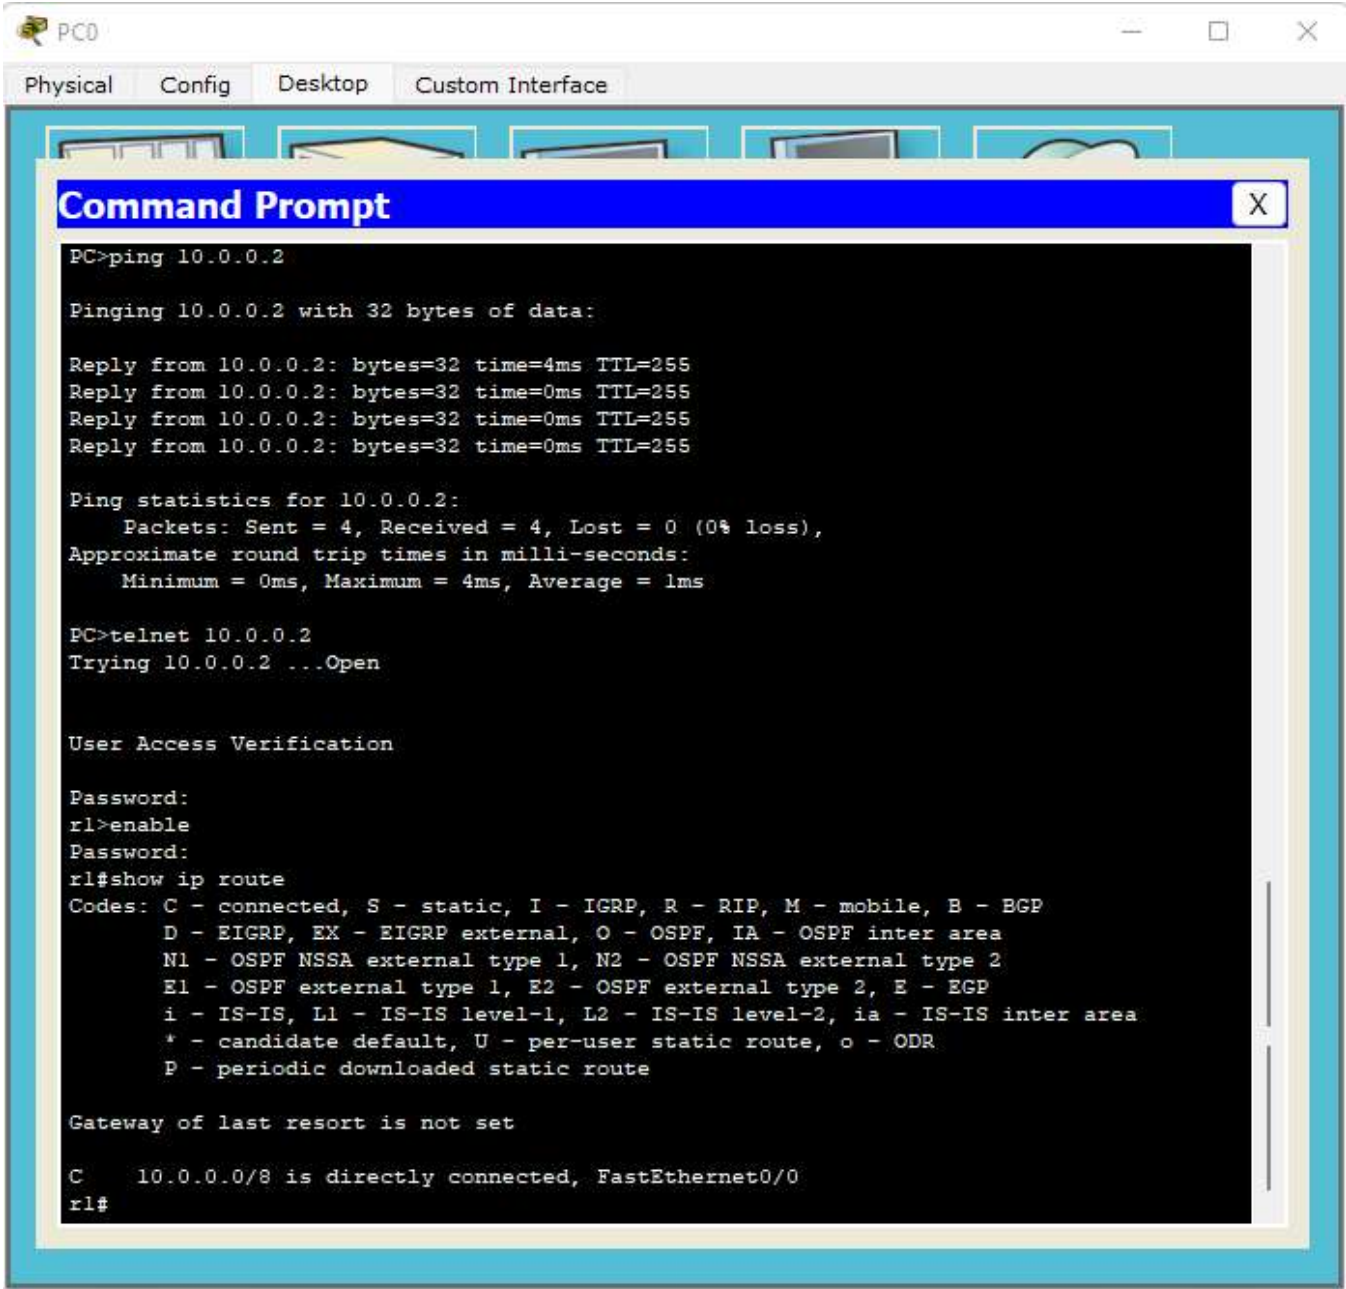 PC0
Physical Config Desktop Custom Interface
Command Prompt X
PC>ping 10.0.0.2
Pinging 10.0.0.2 with 32 bytes of data:
Reply from 10.0.0.2: bytes=32 time=4ms TTL=255
Reply from 10.0.0.2: bytes=32 time=0ms TTL=255
Reply from 10.0.0.2: bytes=32 time=0ms TTL=255
Reply from 10.0.0.2: bytes=32 time=0ms TTL=255
Ping statistics for 10.0.0.2:
    Packets: Sent = 4, Received = 4, Lost = 0 (0% loss),
Approximate round trip times in milli-seconds:
    Minimum = 0ms, Maximum = 4ms, Average = 1ms
PC>telnet 10.0.0.2
Trying 10.0.0.2 ...Open
User Access Verification
Password:
r1>enable
Password:
r1#show ip route
Codes: C - connected, S - static, I - IGRP, R - RIP, M - mobile, B - BGP
       D - EIGRP, EX - EIGRP external, O - OSPF, IA - OSPF inter area
       N1 - OSPF NSSA external type 1, N2 - OSPF NSSA external type 2
       E1 - OSPF external type 1, E2 - OSPF external type 2, E - EGP
       i - IS-IS, L1 - IS-IS level-1, L2 - IS-IS level-2, ia - IS-IS inter area
       * - candidate default, U - per-user static route, o - ODR
       P - periodic downloaded static route
Gateway of last resort is not set
C    10.0.0.0/8 is directly connected, FastEthernet0/0
r1#